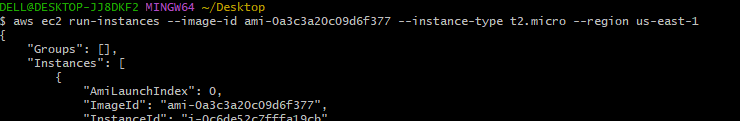 DELL@DESKTOP-JJ8DKF2 MINGW64 ~/Desktop
$ aws ec2 run-instances --image-id ami-0a3c3a20c09d6f377 --instance-type t2.micro --region us-east-1
{
    "Groups": [],
    "Instances": [
        {
            "AmiLaunchIndex": 0,
            "ImageId": "ami-0a3c3a20c09d6f377",
            "InstanceId": "i-0c6de52c7fffa19cb"